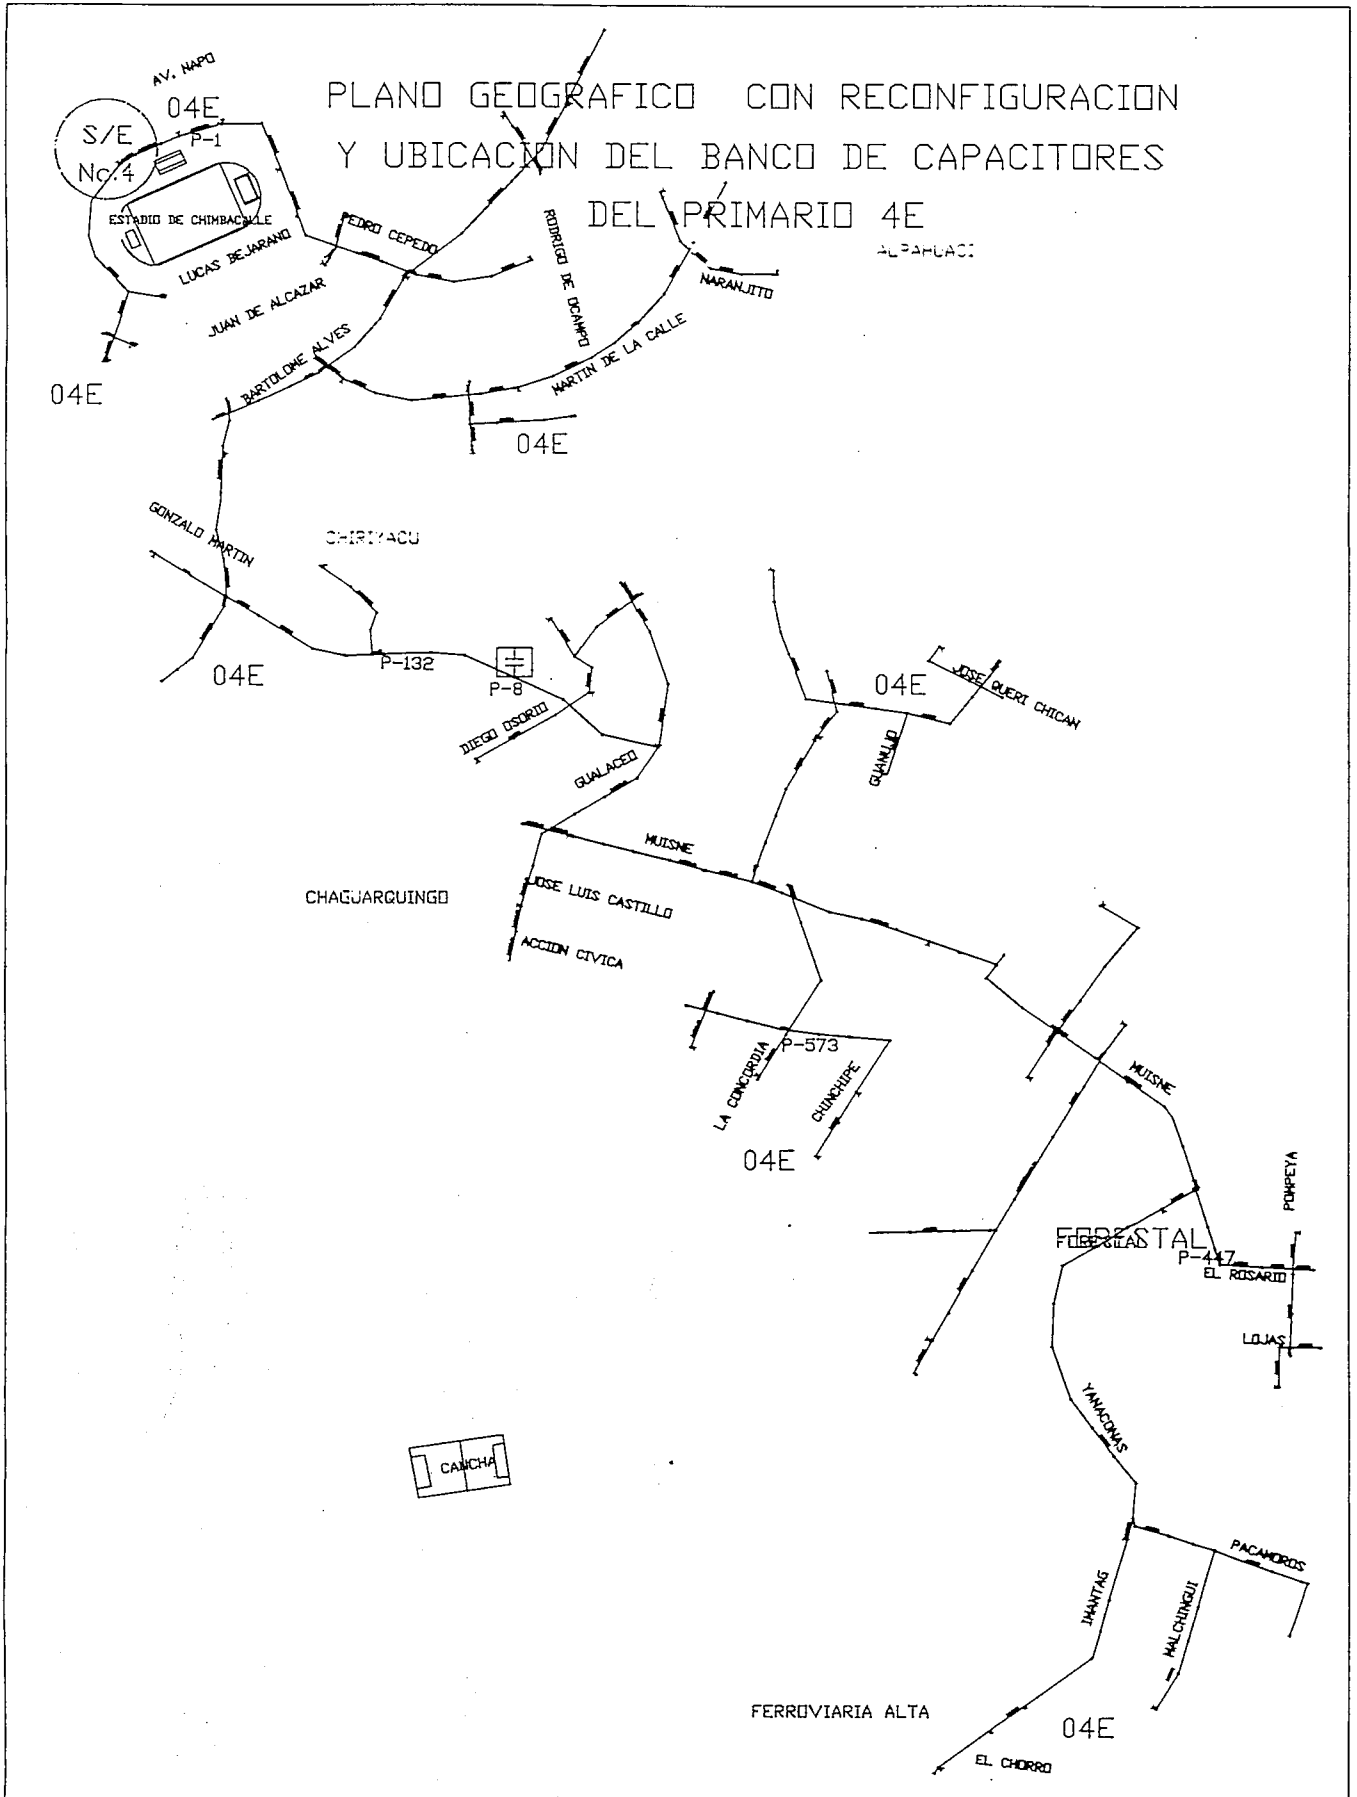 AV. NAPO
PLANO GEOGRAFICO CON RECONFIGURACION
04E
S/E
No.4
P-1
Y UBICACION DEL BANCO DE CAPACITORES
DEL PRIMARIO 4E
ESTADIO DE CHIMBACALLE
PEDRO CEPEDO
RODRIGO DE OCAMPO
LUCAS BEJARANO
NARANJITO
JUAN DE ALCAZAR
BARTOLOME ALVES
MARTIN DE LA CALLE
04E
04E
GONZALO MARTIN
CHIRIYACU
P-132
04E
P-8
04E
JOSE QUERI CHICAN
DIEGO OSORIO
GUALACEO
GUANUJO
MUISNE
CHAGUARQUINGO
JOSE LUIS CASTILLO
ACCION CIVICA
P-573
LA CONCORDIA
CHINCHIPE
MUISNE
04E
POMPEYA
FORESTAL
FORESTAL
P-447
EL ROSARIO
LOJAS
YANACONAS
CANCHA
PACAMOROS
IMANTAG
MALCHINGUI
FERROVIARIA ALTA
04E
EL CHORRO